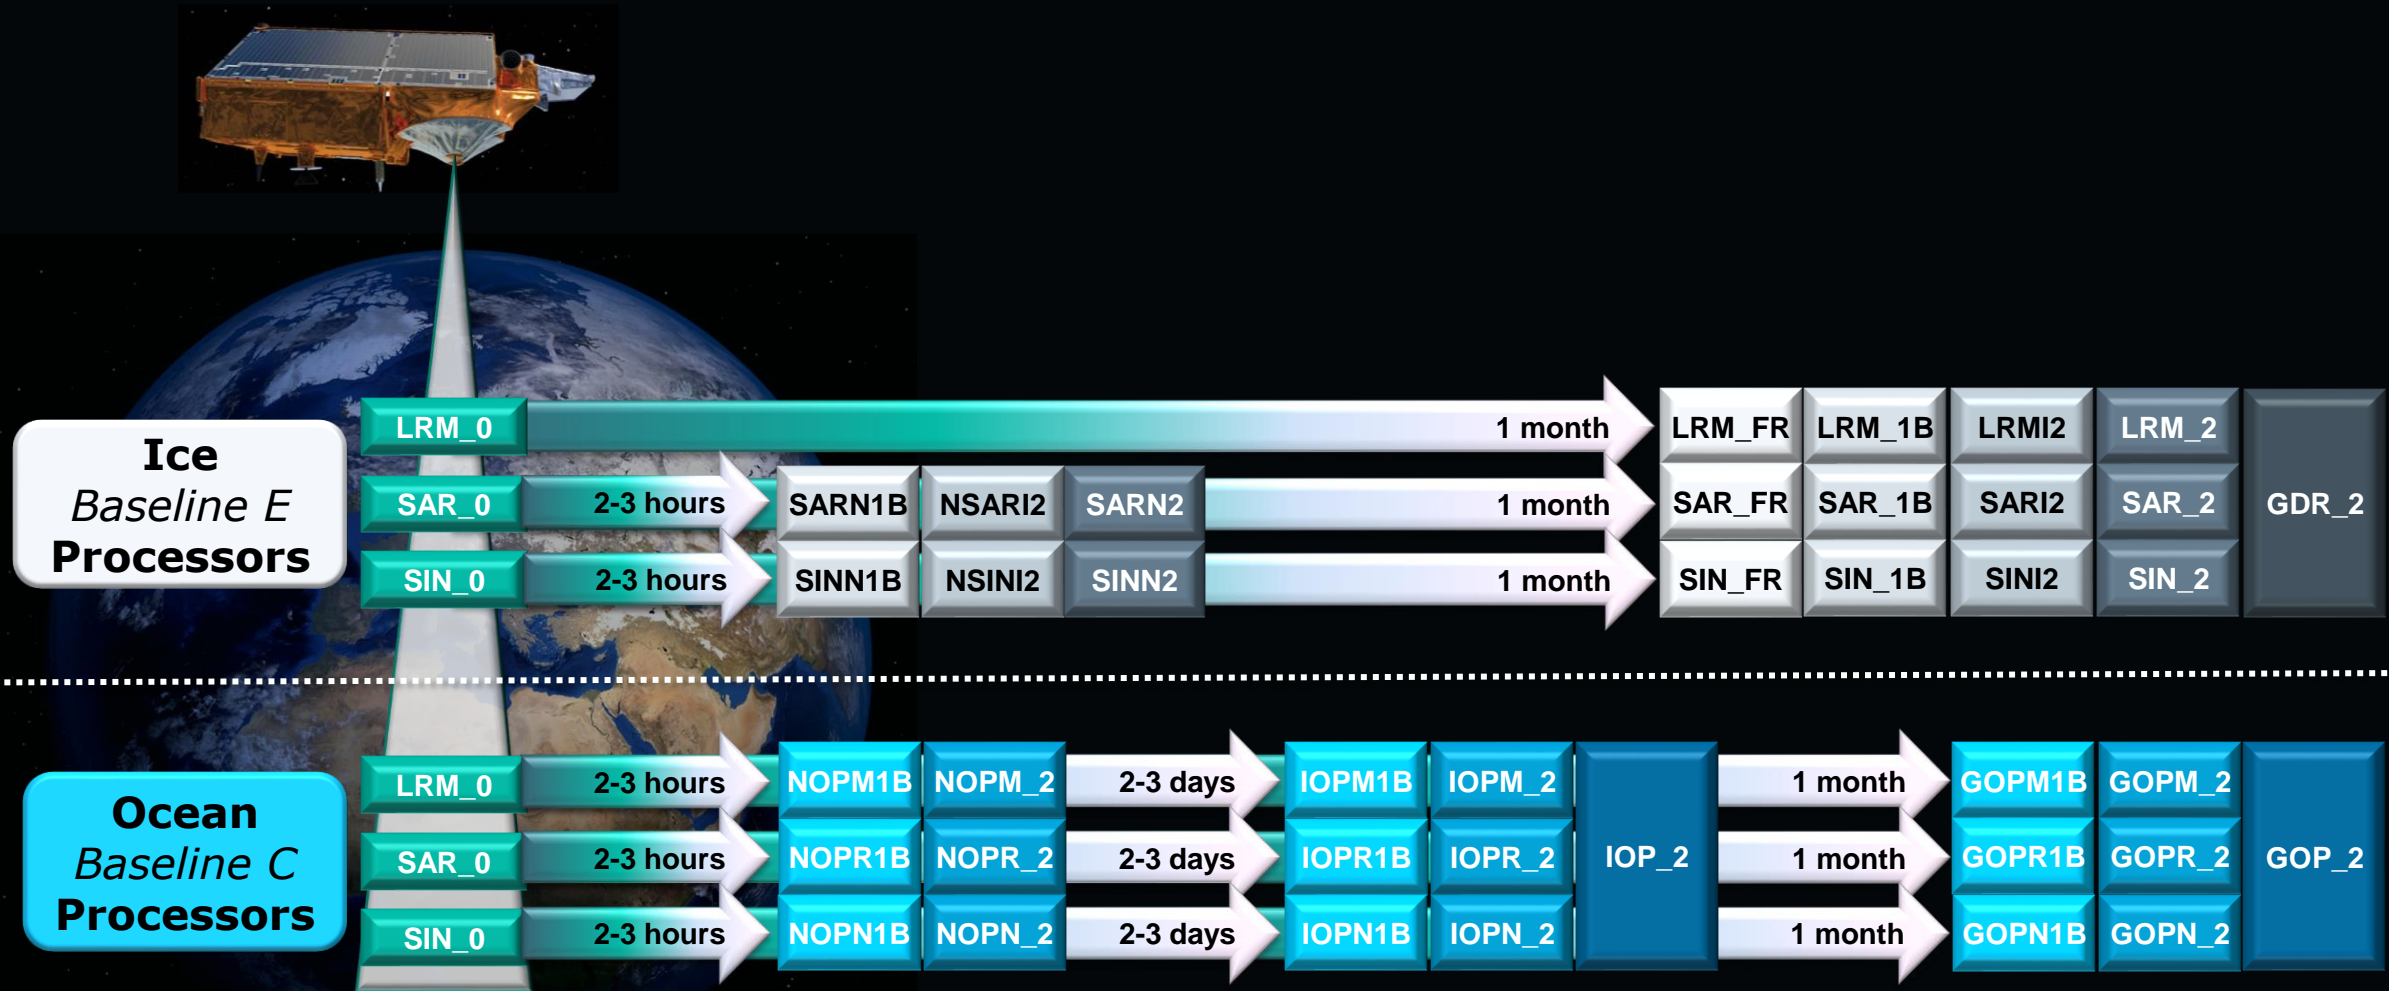 Ice
Baseline E
Processors
LRM_0 1 month LRM_FR LRM_1B LRMI2 LRM_2
SAR_0 2-3 hours SARN1B NSARI2 SARN2 1 month SAR_FR SAR_1B SARI2 SAR_2 GDR_2
SIN_0 2-3 hours SINN1B NSINI2 SINN2 1 month SIN_FR SIN_1B SINI2 SIN_2
Ocean
Baseline C
Processors
LRM_0 2-3 hours NOPM1B NOPM_2 2-3 days IOPM1B IOPM_2 1 month GOPM1B GOPM_2
SAR_0 2-3 hours NOPR1B NOPR_2 2-3 days IOPR1B IOPR_2 IOP_2 1 month GOPR1B GOPR_2 GOP_2
SIN_0 2-3 hours NOPN1B NOPN_2 2-3 days IOPN1B IOPN_2 1 month GOPN1B GOPN_2